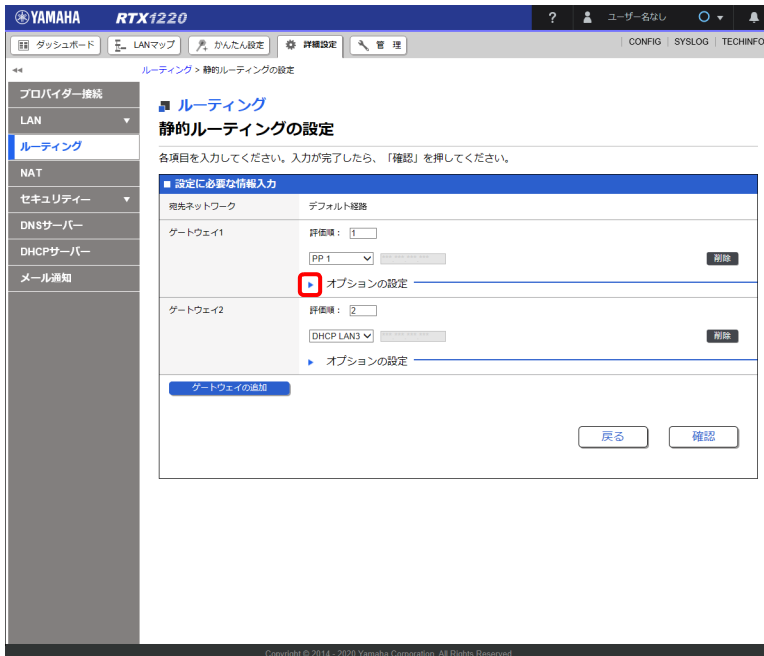 YAMAHA RTX1220 ? ユーザー名なし
ダッシュボード LANマップ かんたん設定 詳細設定 管 理 CONFIG SYSLOG TECHINFO
ルーティング > 静的ルーティングの設定
プロバイダー接続
LAN
ルーティング
NAT
セキュリティー
DNSサーバー
DHCPサーバー
メール通知
ルーティング
静的ルーティングの設定
各項目を入力してください。入力が完了したら、「確認」を押してください。
■ 設定に必要な情報入力
宛先ネットワーク デフォルト経路
ゲートウェイ1 評価順： 1
PP 1 削除
オプションの設定
ゲートウェイ2 評価順： 2
DHCP LAN3 削除
オプションの設定
ゲートウェイの追加
戻る 確認
Copyright © 2014 - 2020 Yamaha Corporation. All Rights Reserved.